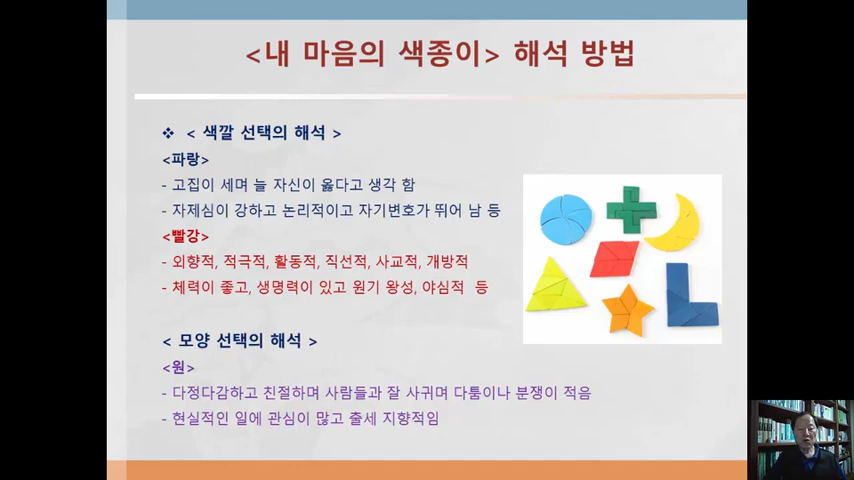 <내 마음의 색종이> 해석 방법
❖ < 색깔 선택의 해석 >
<파랑>
- 고집이 세며 늘 자신이 옳다고 생각 함
- 자제심이 강하고 논리적이고 자기변호가 뛰어 남 등
<빨강>
- 외향적, 적극적, 활동적, 직선적, 사교적, 개방적
- 체력이 좋고, 생명력이 있고 원기 왕성, 야심적 등
< 모양 선택의 해석 >
<원>
- 다정다감하고 친절하며 사람들과 잘 사귀며 다툼이나 분쟁이 적음
- 현실적인 일에 관심이 많고 출세 지향적임